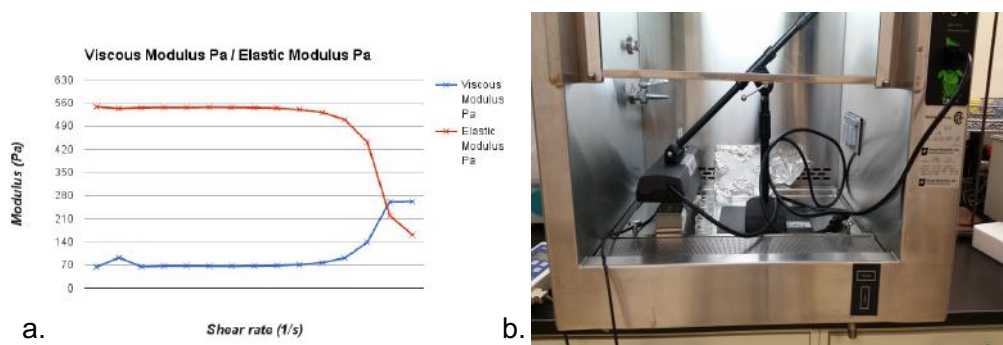 Viscous Modulus Pa / Elastic Modulus Pa
630
560
490
420
350
280
210
140
70
0
Modulus (Pa)
Shear rate (1/s)
Viscous
Modulus
Pa
Elastic
Modulus
Pa
a.
b.